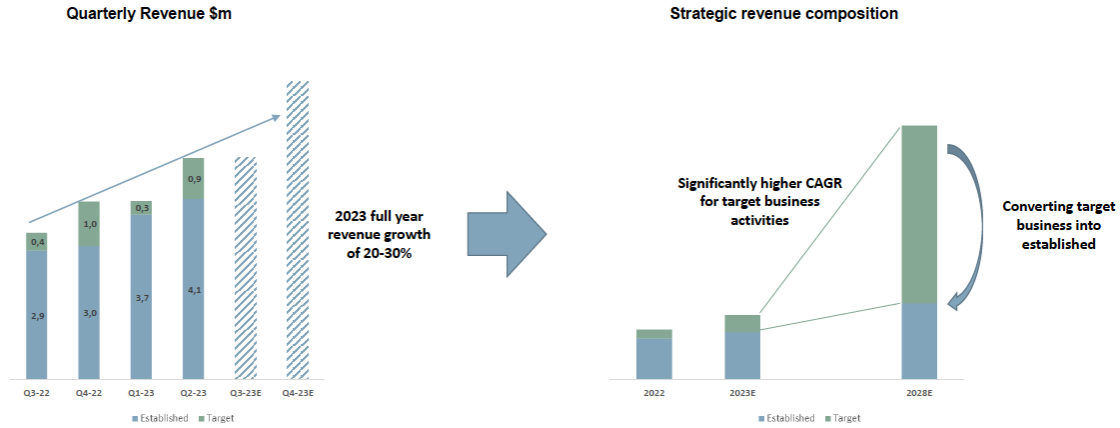 Quarterly Revenue $m
0,4
2,9
1,0
3,0
0,3
3,7
0,9
4,1
Q3-22 Q4-22 Q1-23 Q2-23 Q3-23E Q4-23E
Established Target
2023 full year
revenue growth
of 20-30%
Strategic revenue composition
Significantly higher CAGR
for target business
activities
Converting target
business into
established
2022 2023E 2028E
Established Target